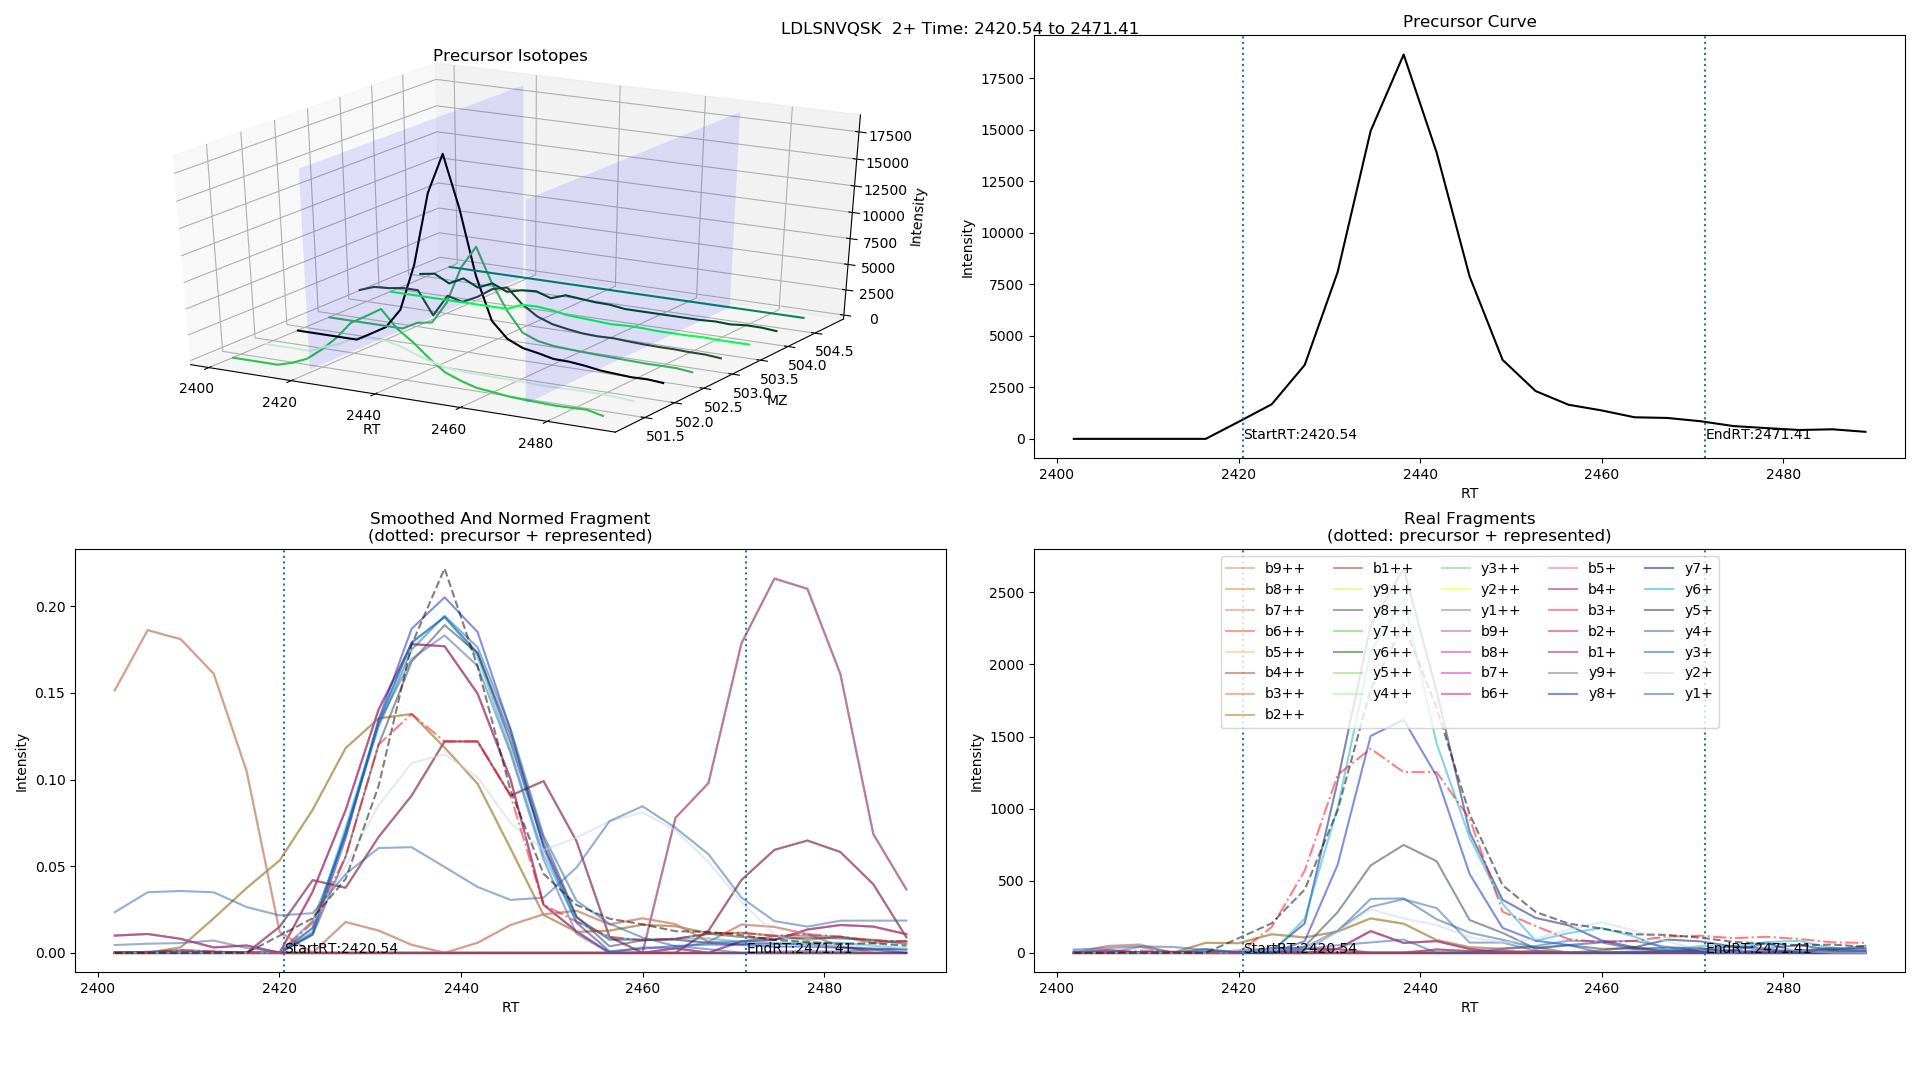 LDLSNVQSK  2+ Time: 2420.54 to 2471.41
Precursor Isotopes
17500
15000
12500
10000
7500
5000
2500
0
Intensity
504.5
504.0
503.5
503.0
502.5
502.0
501.5
MZ
2400
2420
2440
2460
2480
RT
Precursor Curve
17500
15000
12500
10000
7500
5000
2500
0
Intensity
StartRT:2420.54
EndRT:2471.41
2400 2420 2440 2460 2480
RT
Smoothed And Normed Fragment
(dotted: precursor + represented)
0.20
0.15
0.10
0.05
0.00
Intensity
StartRT:2420.54
EndRT:2471.41
2400 2420 2440 2460 2480
RT
Real Fragments
(dotted: precursor + represented)
b9++ b1++ y3++ b5+ y7+
b8++ y9++ y2++ b4+ y6+
b7++ y8++ y1++ b3+ y5+
b6++ y7++ b9+ b2+ y4+
b5++ y6++ b8+ b1+ y3+
b4++ y5++ b7+ y9+ y2+
b3++ y4++ b6+ y8+ y1+
b2++
2500
2000
1500
1000
500
0
Intensity
StartRT:2420.54
EndRT:2471.41
2400 2420 2440 2460 2480
RT